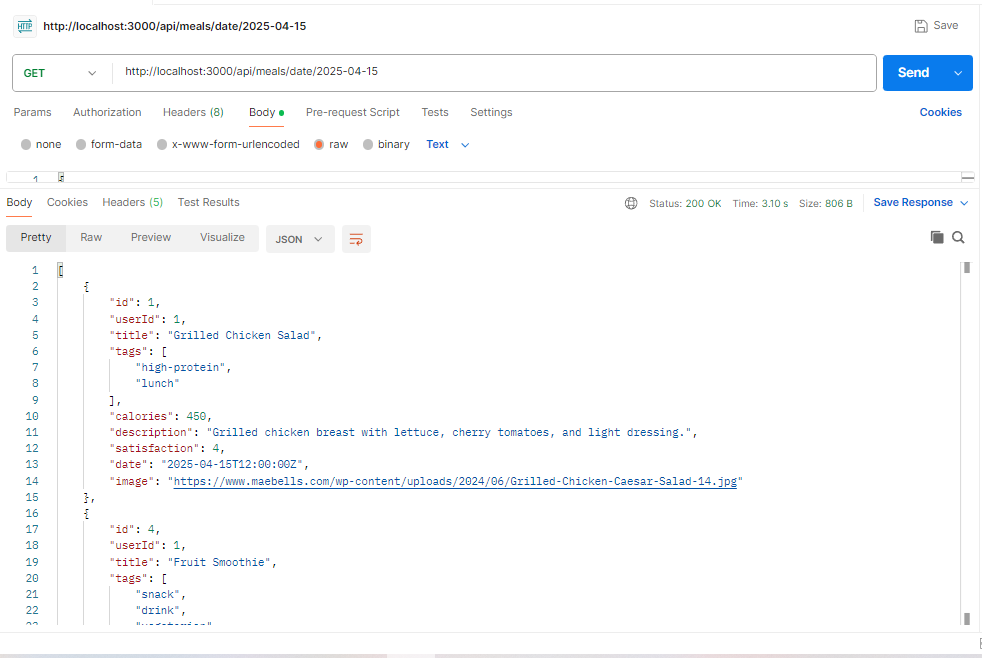 HTTP http://localhost:3000/api/meals/date/2025-04-15 Save
GET http://localhost:3000/api/meals/date/2025-04-15 Send
Params Authorization Headers (8) Body Pre-request Script Tests Settings Cookies
none form-data x-www-form-urlencoded raw binary Text
1 {
Body Cookies Headers (5) Test Results Status: 200 OK Time: 3.10 s Size: 806 B Save Response
Pretty Raw Preview Visualize JSON
1 [
2 {
3 "id": 1,
4 "userId": 1,
5 "title": "Grilled Chicken Salad",
6 "tags": [
7 "high-protein",
8 "lunch"
9 ],
10 "calories": 450,
11 "description": "Grilled chicken breast with lettuce, cherry tomatoes, and light dressing.",
12 "satisfaction": 4,
13 "date": "2025-04-15T12:00:00Z",
14 "image": "https://www.maebells.com/wp-content/uploads/2024/06/Grilled-Chicken-Caesar-Salad-14.jpg"
15 },
16 {
17 "id": 4,
18 "userId": 1,
19 "title": "Fruit Smoothie",
20 "tags": [
21 "snack",
22 "drink",
23 "vegetarian"